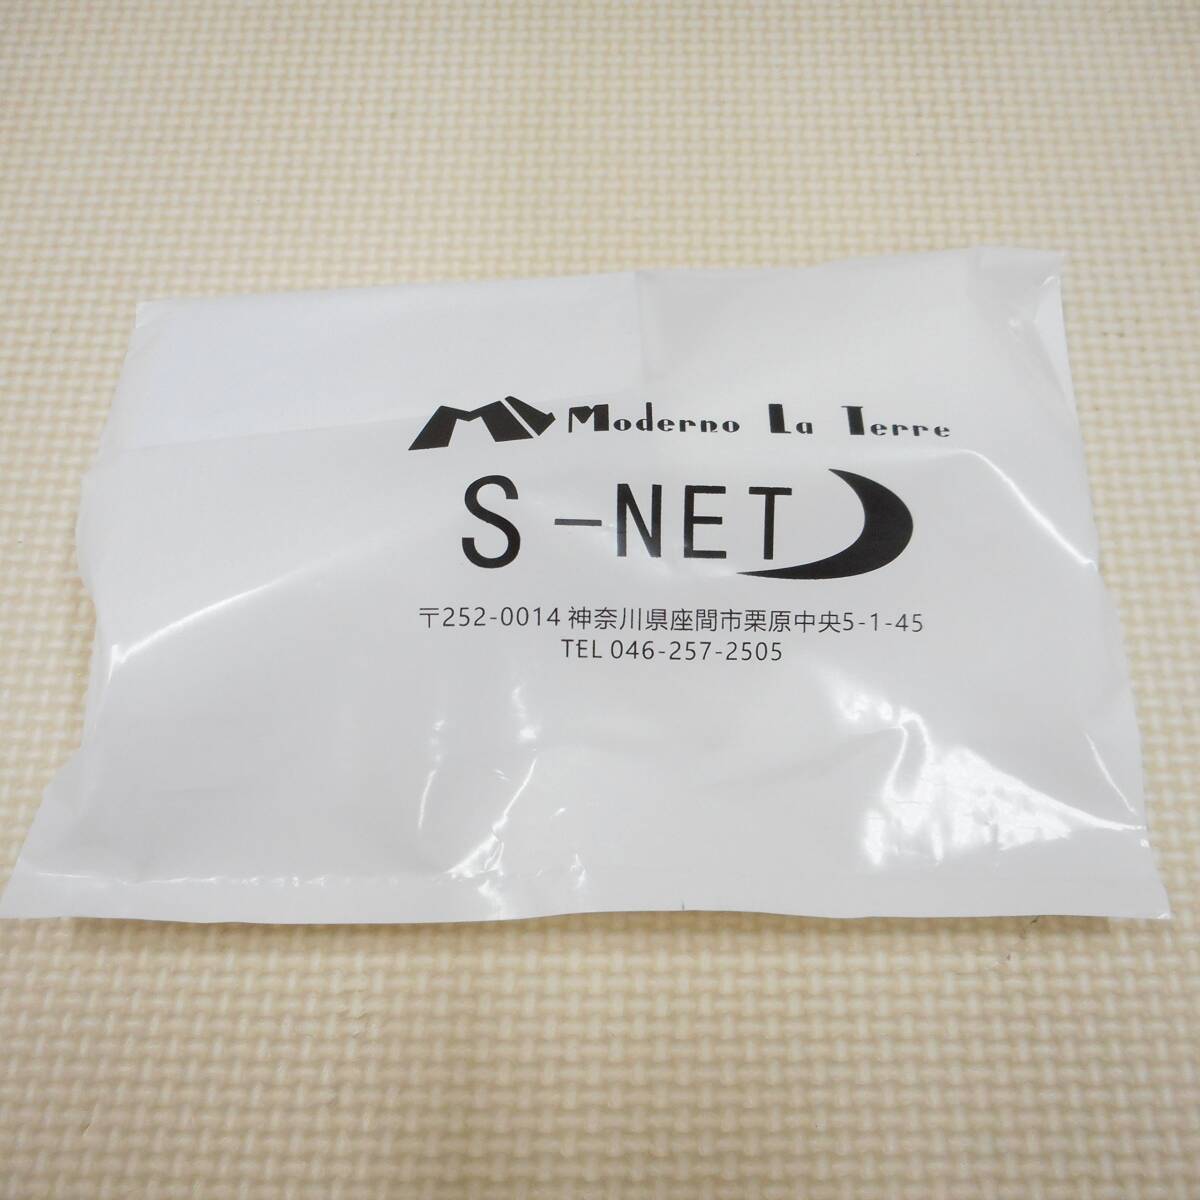 Moderno La Terre
S-NET
〒252-0014 神奈川県座間市栗原中央5-1-45
TEL 046-257-2505